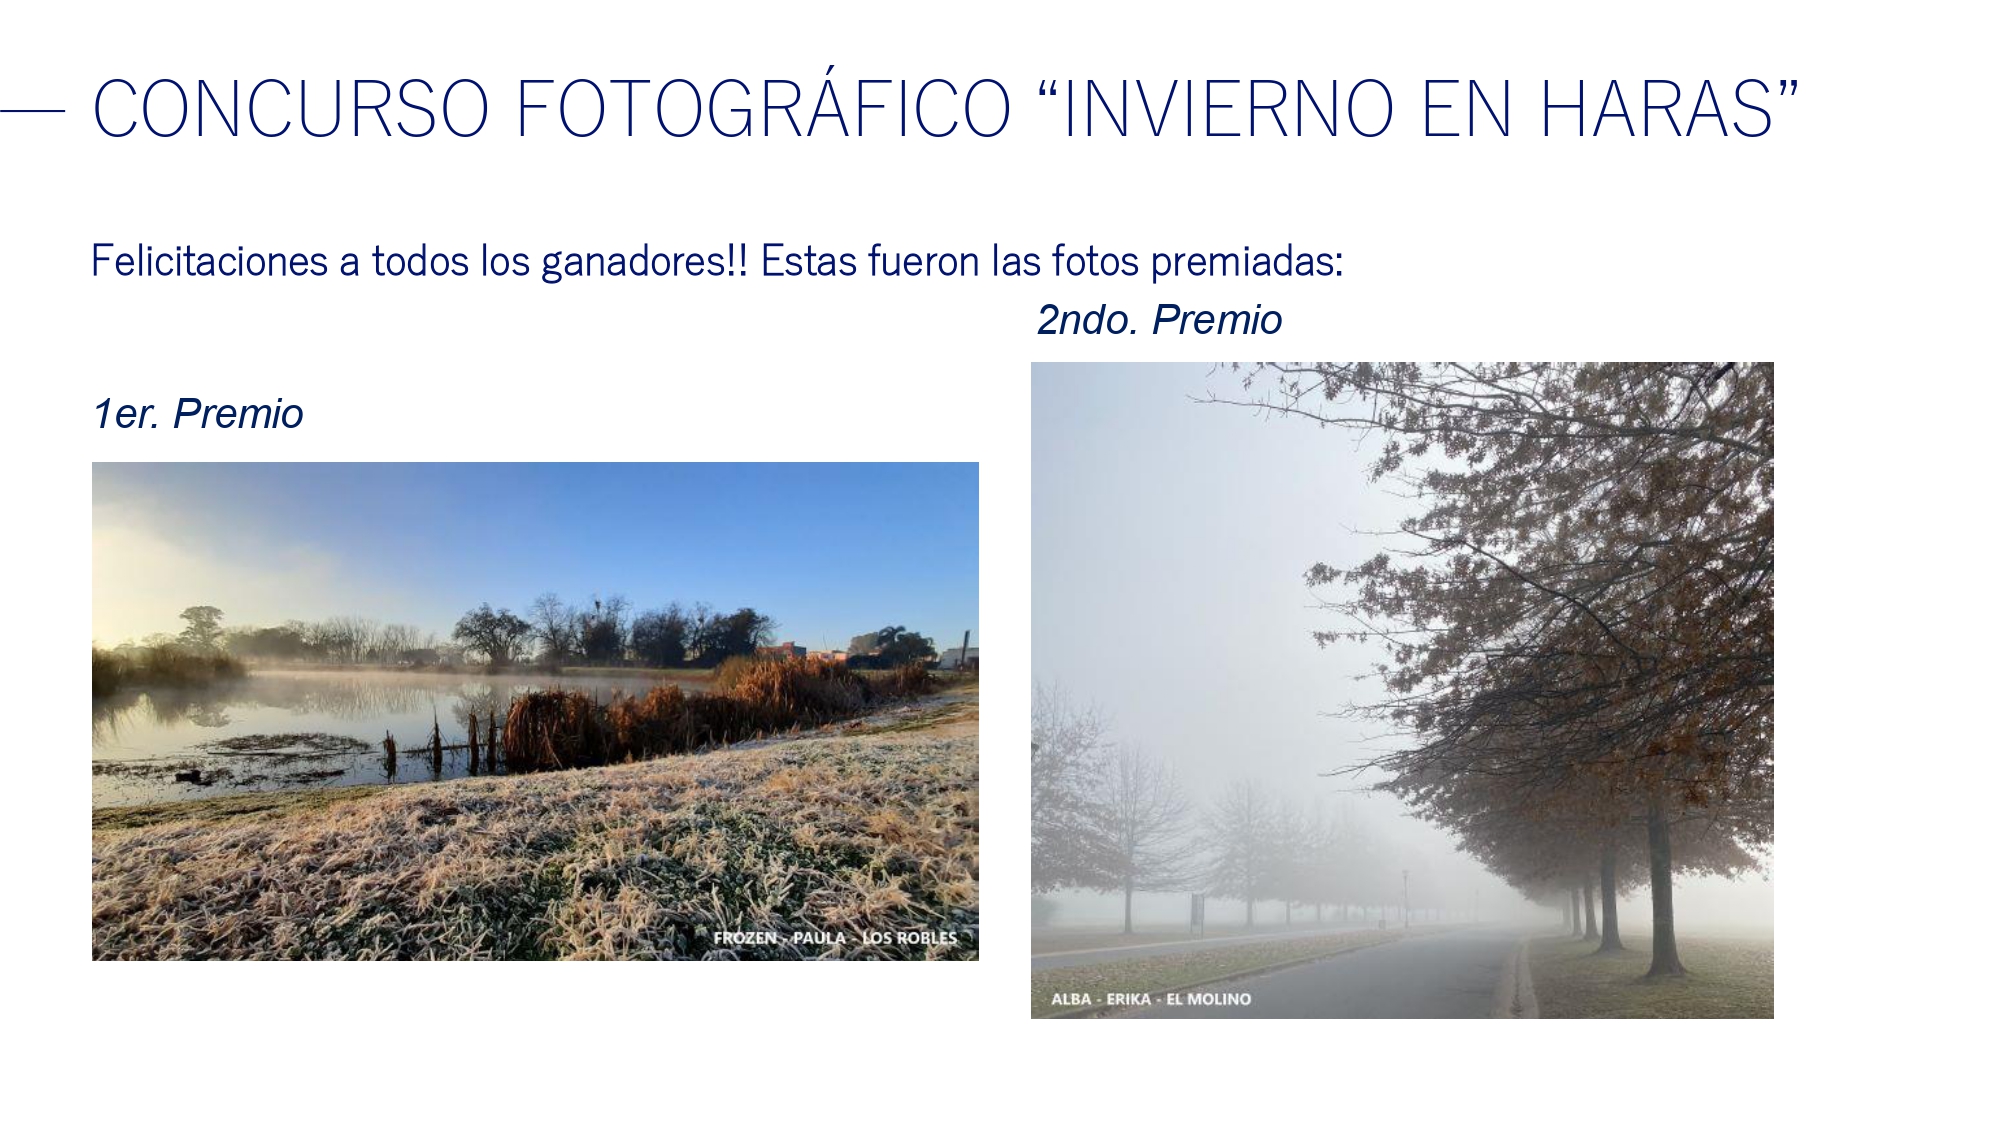 CONCURSO FOTOGRÁFICO “INVIERNO EN HARAS”
Felicitaciones a todos los ganadores!! Estas fueron las fotos premiadas:
1er. Premio
FROZEN - PAULA - LOS ROBLES
2ndo. Premio
ALBA - ERIKA - EL MOLINO